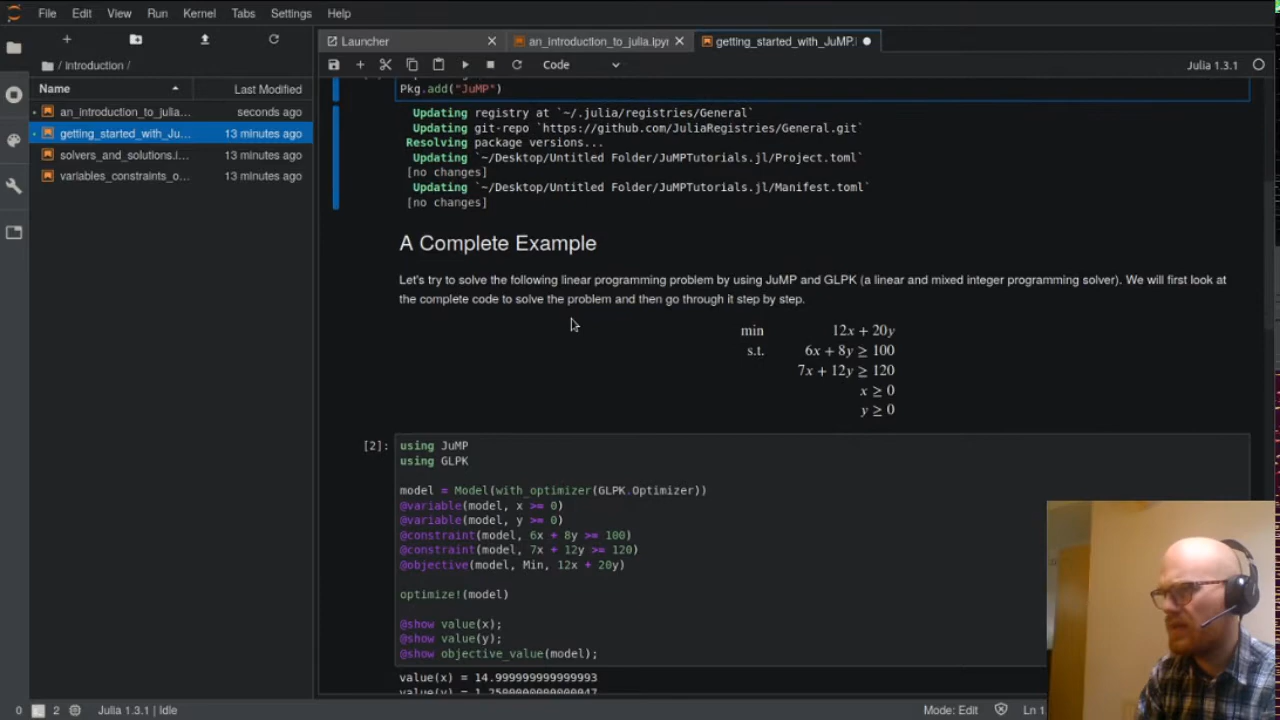 File Edit View Run Kernel Tabs Settings Help
Launcher
an_introduction_to_julia.ipyr
getting_started_with_JuMP.
Code
Julia 1.3.1
/ Introduction /
Name Last Modified
an_introduction_to_julia... seconds ago
getting_started_with_Ju... 13 minutes ago
solvers_and_solutions.i... 13 minutes ago
variables_constraints_o... 13 minutes ago
Pkg.add("JuMP")
Updating registry at `~/.julia/registries/General`
Updating git-repo `https://github.com/JuliaRegistries/General.git`
Resolving package versions...
Updating `~/Desktop/Untitled Folder/JuMPTutorials.jl/Project.toml`
[no changes]
Updating `~/Desktop/Untitled Folder/JuMPTutorials.jl/Manifest.toml`
[no changes]
A Complete Example
Let's try to solve the following linear programming problem by using JuMP and GLPK (a linear and mixed integer programming solver). We will first look at
the complete code to solve the problem and then go through it step by step.
min 12x + 20y
s.t. 6x + 8y ≥ 100
7x + 12y ≥ 120
x ≥ 0
y ≥ 0
[2]: using JuMP
using GLPK
model = Model(with_optimizer(GLPK.Optimizer))
@variable(model, x >= 0)
@variable(model, y >= 0)
@constraint(model, 6x + 8y >= 100)
@constraint(model, 7x + 12y >= 120)
@objective(model, Min, 12x + 20y)
optimize!(model)
@show value(x);
@show value(y);
@show objective_value(model);
value(x) = 14.999999999999993
value(y) = 1.2500000000000047
0 2 Julia 1.3.1 | Idle Mode: Edit Ln 1